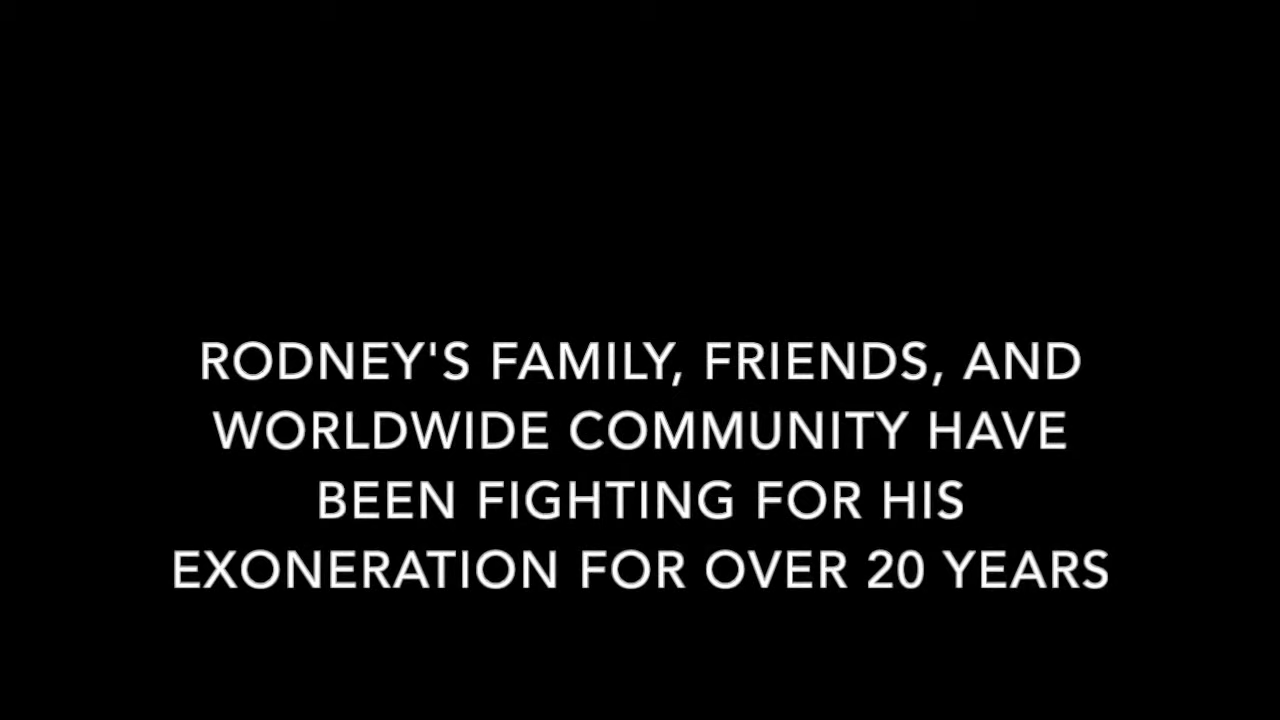 RODNEY'S FAMILY, FRIENDS, AND
WORLDWIDE COMMUNITY HAVE
BEEN FIGHTING FOR HIS
EXONERATION FOR OVER 20 YEARS